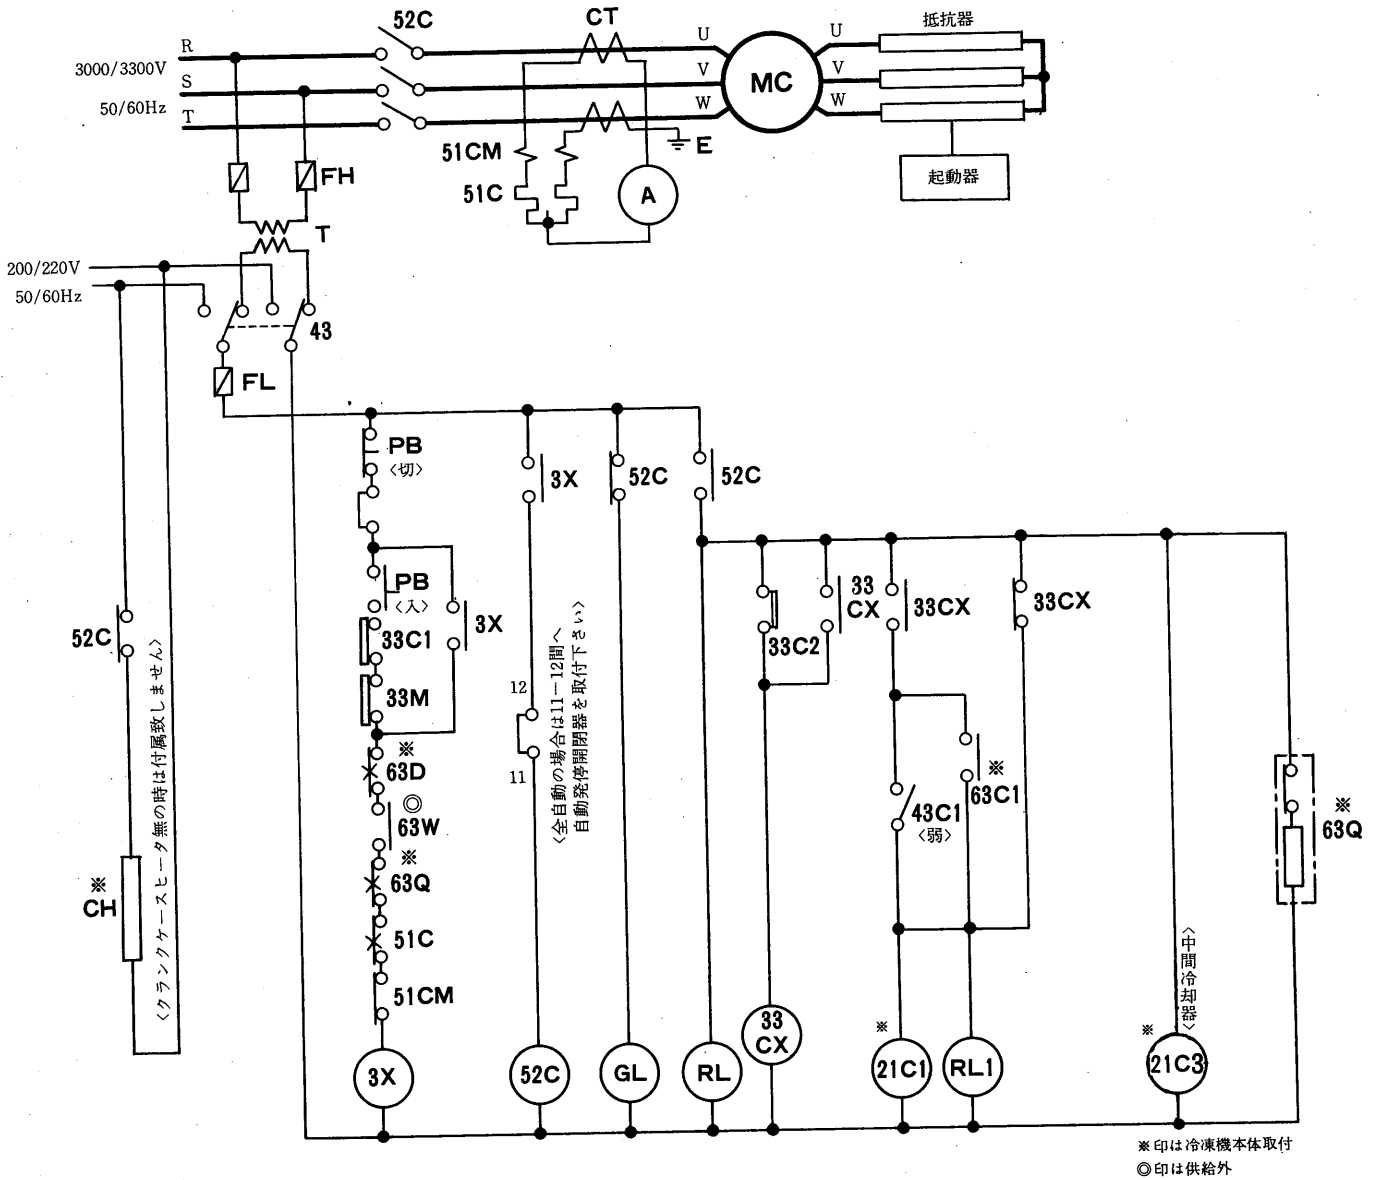 52C
CT
抵抗器
R
3000/3300V
S
50/60Hz
T
U
V
W
MC
U
V
W
E
51CM
51C
A
起動器
FH
T
200/220V
50/60Hz
43
FL
PB
〈切〉
3X
52C
52C
PB
〈入〉
3X
33C1
33M
33
CX
33C2
33CX
33CX
52C
〈クランクケースヒータ無の時は付属致しません〉
12
11
〈全自動の場合は11−12間へ
自動発停開閉器を取付下さい〉
※
63D
◎
63W
※
63Q
51C
51CM
43C1
〈弱〉
※
63C1
※
63Q
※
CH
〈中間冷却器〉
3X
52C
GL
RL
33
CX
※
21C1
RL1
※
21C3
※印は冷凍機本体取付
◎印は供給外